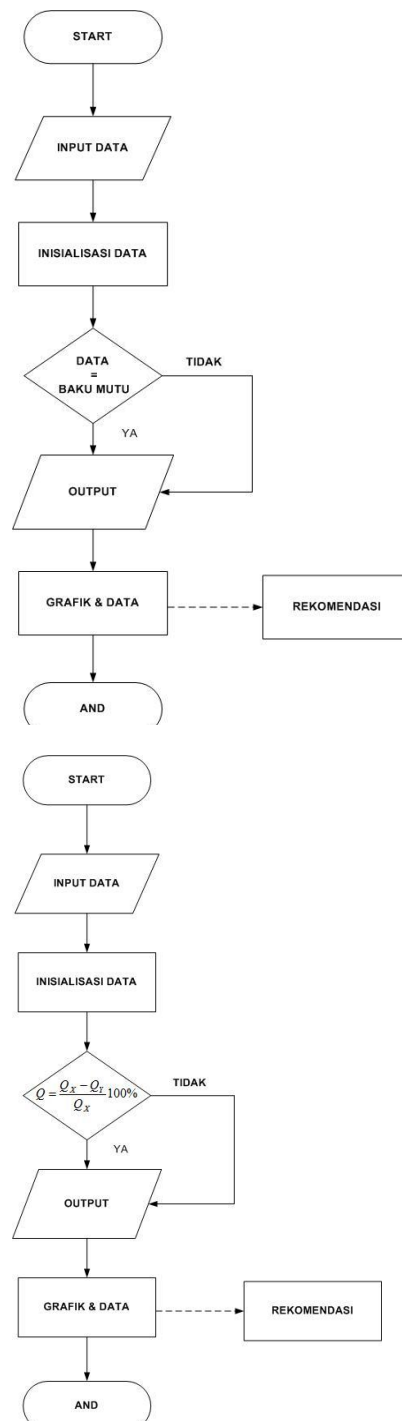 START
INPUT DATA
INISIALISASI DATA
DATA
=
BAKU MUTU
TIDAK
YA
OUTPUT
GRAFIK & DATA
REKOMENDASI
AND
START
INPUT DATA
INISIALISASI DATA
Q = \frac{Q_X - Q_Y}{Q_X} 100%
TIDAK
YA
OUTPUT
GRAFIK & DATA
REKOMENDASI
AND